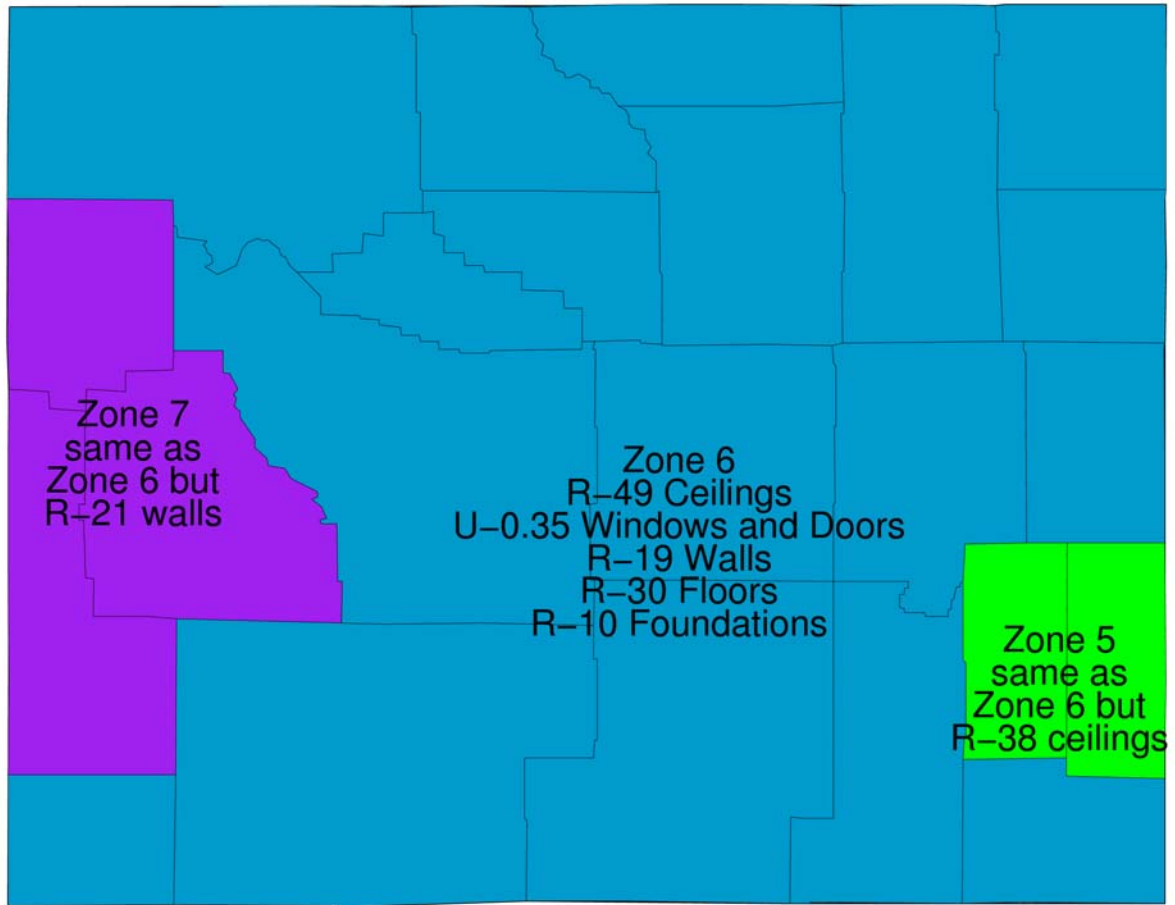 Zone 7
same as
Zone 6 but
R−21 walls
Zone 6
R−49 Ceilings
U−0.35 Windows and Doors
R−19 Walls
R−30 Floors
R−10 Foundations
Zone 5
same as
Zone 6 but
R−38 ceilings